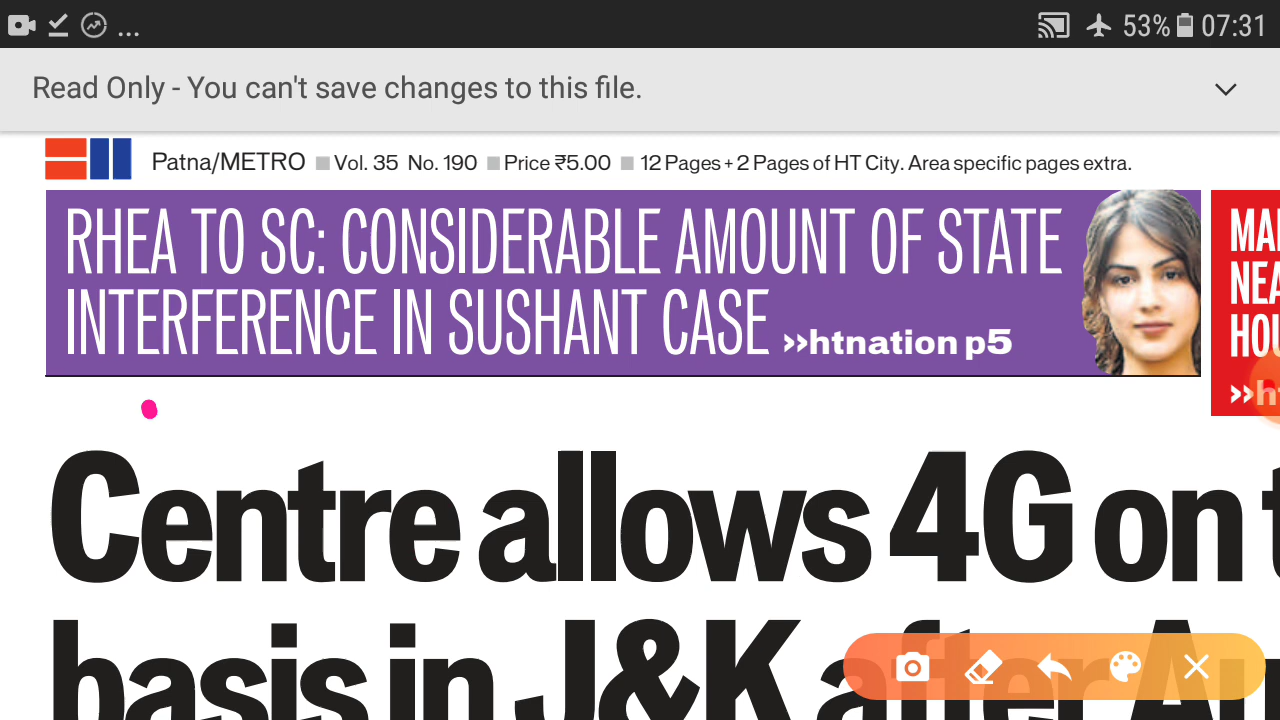 ... 53% 07:31
Read Only - You can't save changes to this file.
Patna/METRO Vol. 35 No. 190 Price ₹5.00 12 Pages + 2 Pages of HT City. Area specific pages extra.
RHEA TO SC: CONSIDERABLE AMOUNT OF STATE
INTERFERENCE IN SUSHANT CASE ››htnation p5
Centre allows 4G on
basis in J&K after